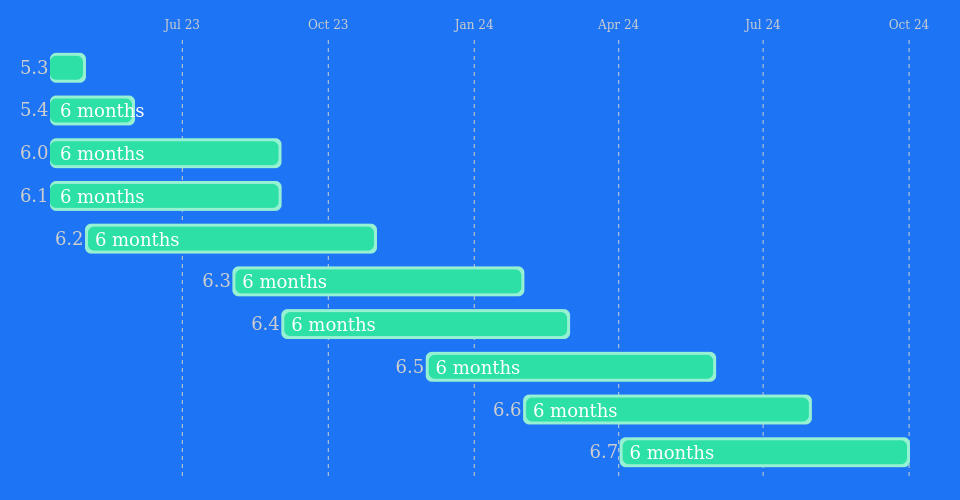 Jul 23 Oct 23 Jan 24 Apr 24 Jul 24 Oct 24
5.3
5.4 6 months
6.0 6 months
6.1 6 months
6.2 6 months
6.3 6 months
6.4 6 months
6.5 6 months
6.6 6 months
6.7 6 months